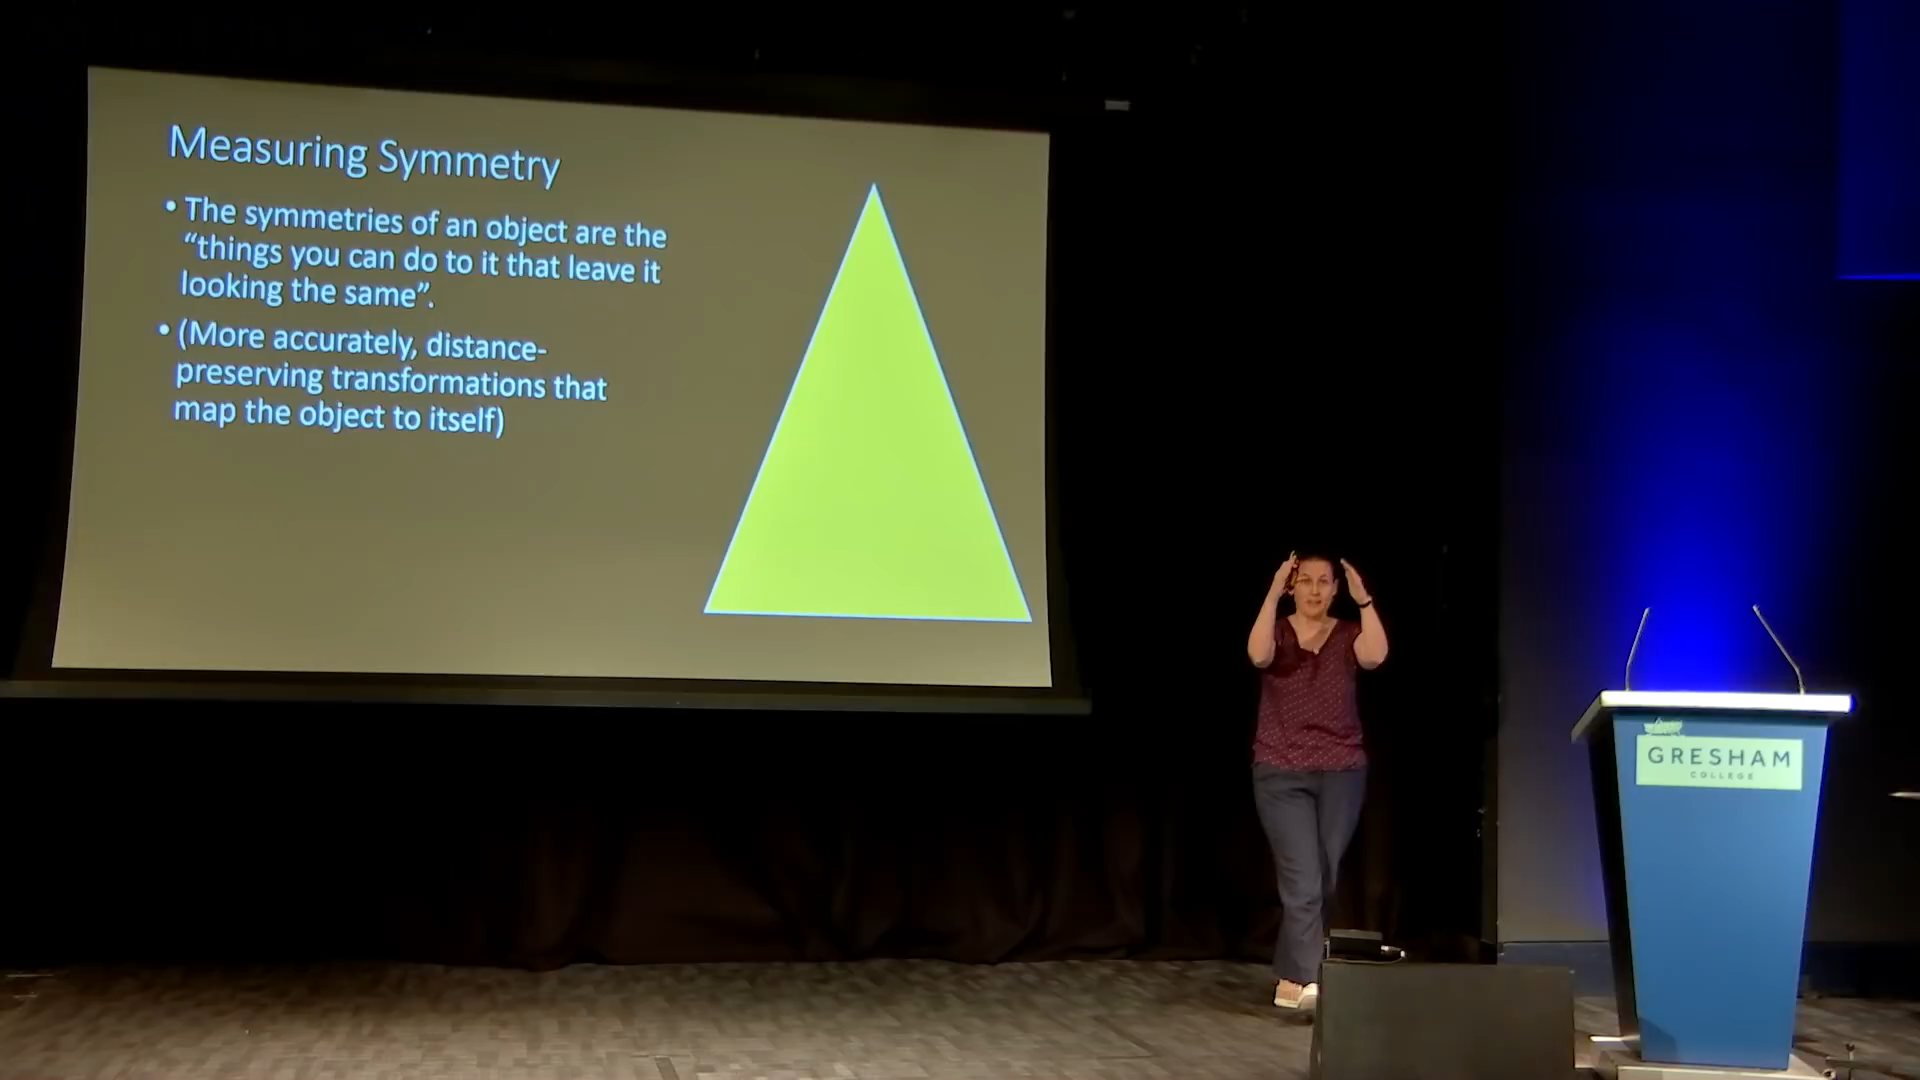 Measuring Symmetry
• The symmetries of an object are the
“things you can do to it that leave it
looking the same”.
• (More accurately, distance-
preserving transformations that
map the object to itself)
GRESHAM
COLLEGE